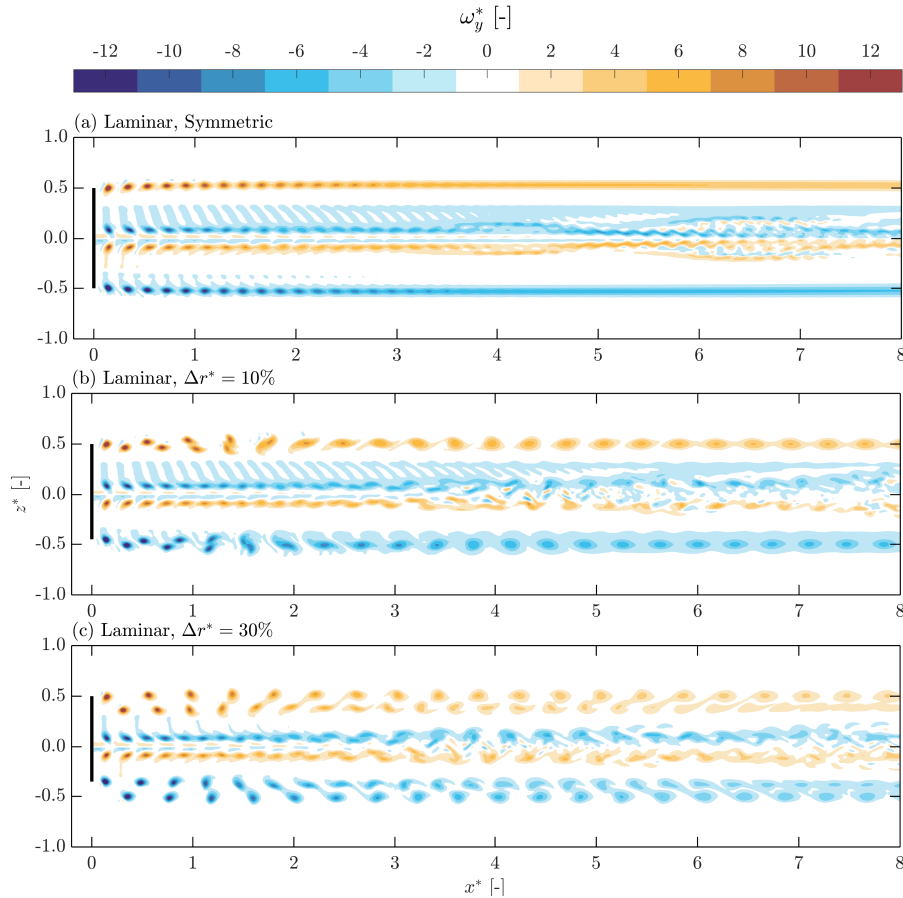 ω*y [-]
-12 -10 -8 -6 -4 -2 0 2 4 6 8 10 12
(a) Laminar, Symmetric
1.0
0.5
0.0
-0.5
-1.0
0 1 2 3 4 5 6 7 8
(b) Laminar, Δr* = 10%
1.0
0.5
0.0
-0.5
-1.0
z* [-]
0 1 2 3 4 5 6 7 8
(c) Laminar, Δr* = 30%
1.0
0.5
0.0
-0.5
-1.0
0 1 2 3 4 5 6 7 8
x* [-]